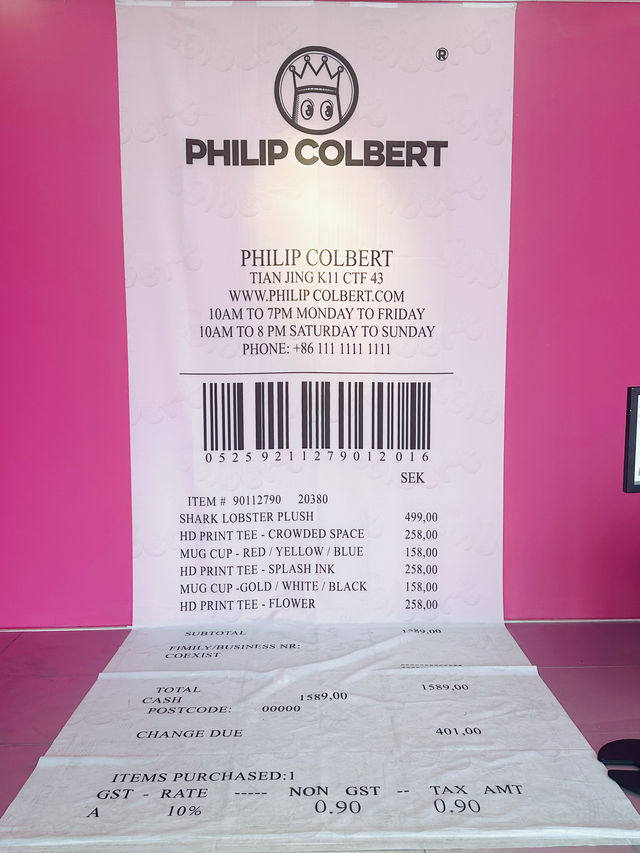 ®
PHILIP COLBERT
PHILIP COLBERT
TIAN JING K11 CTF 43
WWW.PHILIP COLBERT.COM
10AM TO 7PM MONDAY TO FRIDAY
10AM TO 8 PM SATURDAY TO SUNDAY
PHONE: +86 111 1111 1111
0525921127901 2016
SEK
ITEM # 90112790 20380
SHARK LOBSTER PLUSH 499,00
HD PRINT TEE - CROWDED SPACE 258,00
MUG CUP - RED / YELLOW / BLUE 158,00
HD PRINT TEE - SPLASH INK 258,00
MUG CUP -GOLD / WHITE / BLACK 158,00
HD PRINT TEE - FLOWER 258,00
SUBTOTAL 1589,00
FIMILY/BUSINESS NR:
COEXIST
TOTAL 1589,00
CASH 1589,00
POSTCODE: 00000
CHANGE DUE 401,00
ITEMS PURCHASED:1
GST - RATE ----- NON GST -- TAX AMT
A 10% 0.90 0.90